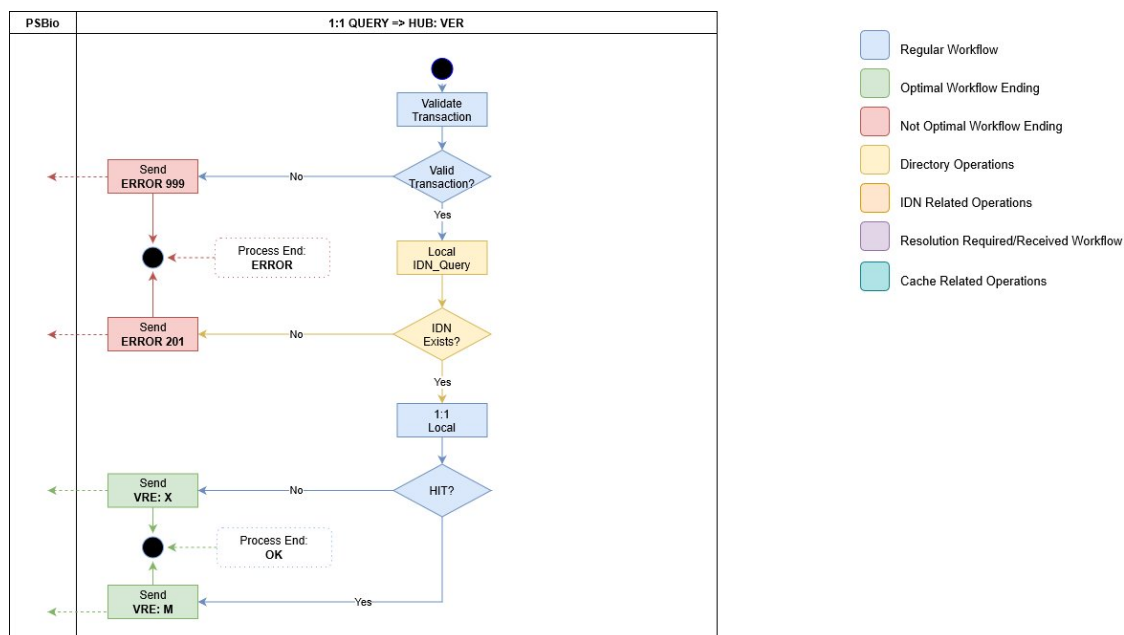 PSBio
1:1 QUERY => HUB: VER
Validate
Transaction
Valid
Transaction?
No
Send
ERROR 999
Yes
Process End:
ERROR
Local
IDN_Query
IDN
Exists?
No
Send
ERROR 201
Yes
1:1
Local
HIT?
No
Send
VRE: X
Process End:
OK
Yes
Send
VRE: M
Regular Workflow
Optimal Workflow Ending
Not Optimal Workflow Ending
Directory Operations
IDN Related Operations
Resolution Required/Received Workflow
Cache Related Operations